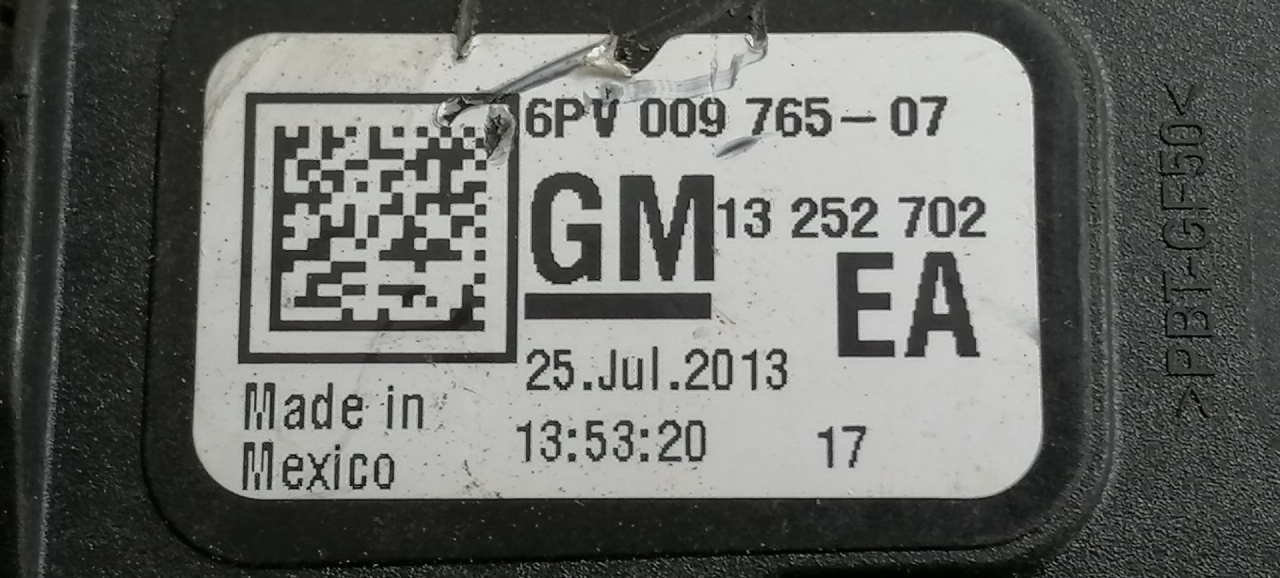 6PV 009 765-07
GM 13 252 702
EA
25.Jul.2013
13:53:20 17
Made in
Mexico
>PBT-GF50<